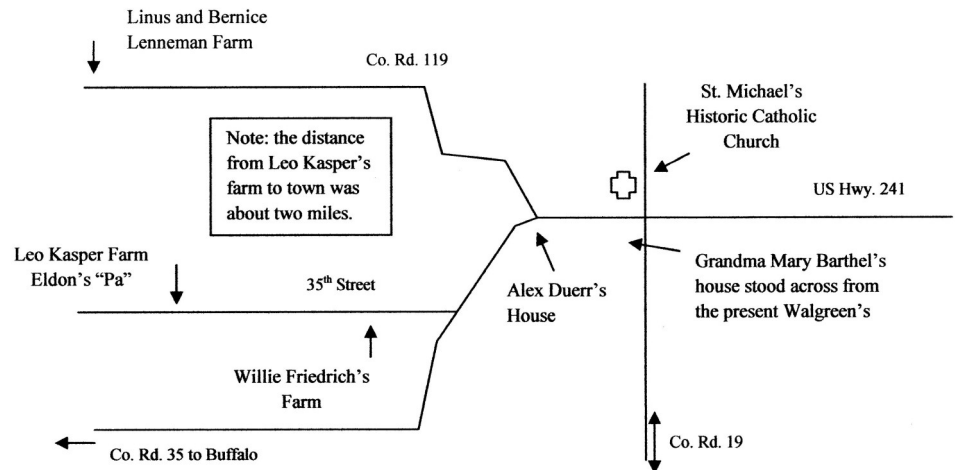 Linus and Bernice
Lenneman Farm
Co. Rd. 119
St. Michael’s
Historic Catholic
Church
Note: the distance
from Leo Kasper’s
farm to town was
about two miles.
US Hwy. 241
Leo Kasper Farm
Eldon’s “Pa”
35th Street
Alex Duerr’s
House
Grandma Mary Barthel’s
house stood across from
the present Walgreen’s
Willie Friedrich’s
Farm
Co. Rd. 35 to Buffalo
Co. Rd. 19